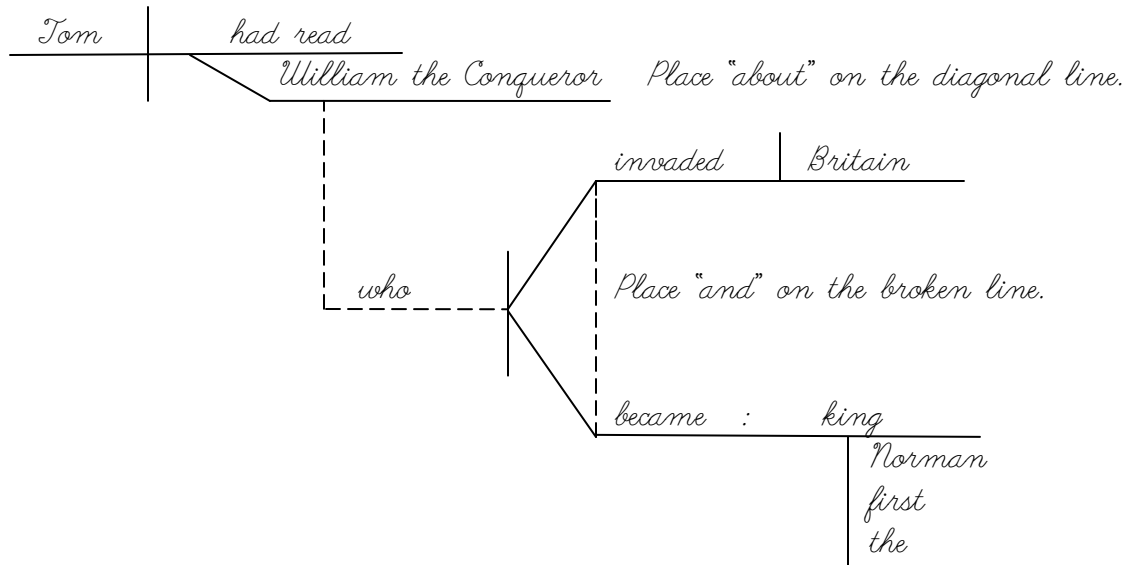 Tom had read
William the Conqueror Place “about” on the diagonal line.
invaded Britain
who Place “and” on the broken line.
became : king
Norman
first
the